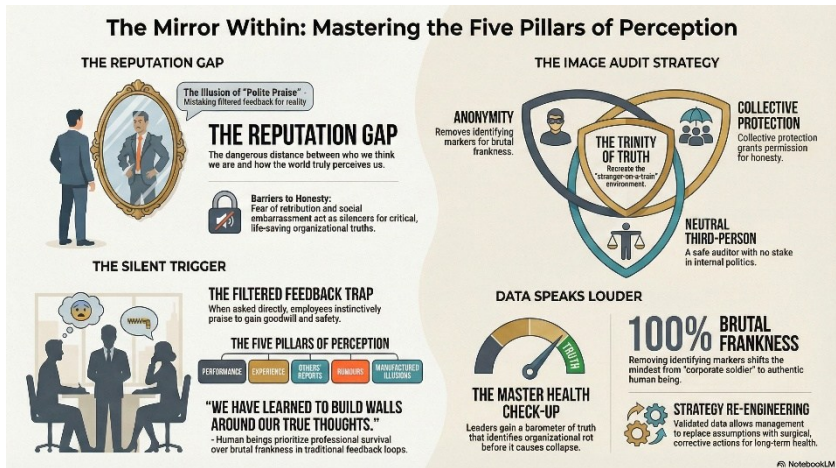 The Mirror Within: Mastering the Five Pillars of Perception
THE REPUTATION GAP
The Illusion of "Polite Praise" -
Mistaking filtered feedback for reality
THE REPUTATION GAP
The dangerous distance between who we think
we are and how the world truly perceives us.
Barriers to Honesty:
Fear of retribution and social
embarrassment act as silencers for critical,
life-saving organizational truths.
THE SILENT TRIGGER
THE FILTERED FEEDBACK TRAP
When asked directly, employees instinctively
praise to gain goodwill and safety.
THE FIVE PILLARS OF PERCEPTION
PERFORMANCE
EXPERIENCE
OTHERS'
REPORTS
RUMOURS
MANUFACTURED
ILLUSIONS
"WE HAVE LEARNED TO BUILD WALLS
AROUND OUR TRUE THOUGHTS."
- Human beings prioritize professional survival
over brutal frankness in traditional feedback loops.
THE IMAGE AUDIT STRATEGY
ANONYMITY
Removes identifying
markers for brutal
frankness.
THE TRINITY
OF TRUTH
Recreate the
"stranger-on-a-train"
environment.
COLLECTIVE
PROTECTION
Collective protection
grants permission
for honesty.
NEUTRAL
THIRD-PERSON
A safe auditor with no stake
in internal politics.
DATA SPEAKS LOUDER
TRUTH
THE MASTER HEALTH
CHECK-UP
Leaders gain a barometer of truth
that identifies organizational rot
before it causes collapse.
100% BRUTAL
FRANKNESS
Removing identifying markers shifts the
mindset from "corporate soldier" to authentic
human being.
STRATEGY RE-ENGINEERING
Validated data allows management
to replace assumptions with surgical,
corrective actions for long-term health.
NotebookLM